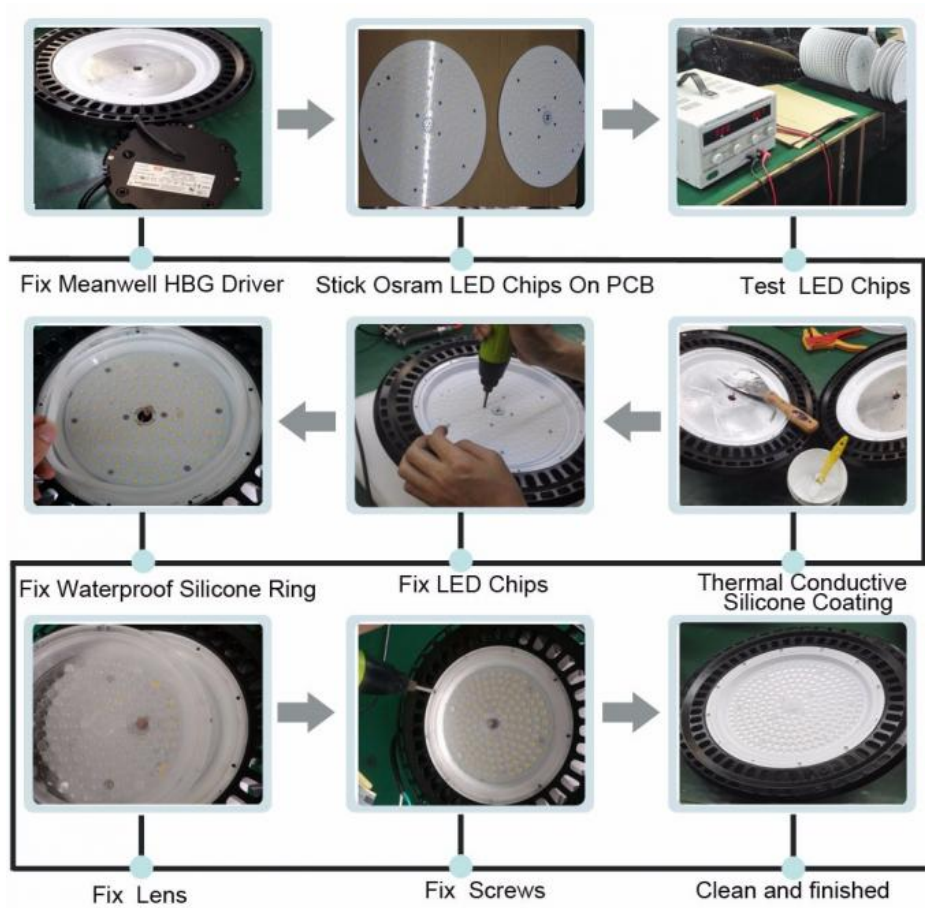 Fix Meanwell HBG Driver
Stick Osram LED Chips On PCB
Test LED Chips
Fix Waterproof Silicone Ring
Fix LED Chips
Thermal Conductive
Silicone Coating
Fix Lens
Fix Screws
Clean and finished